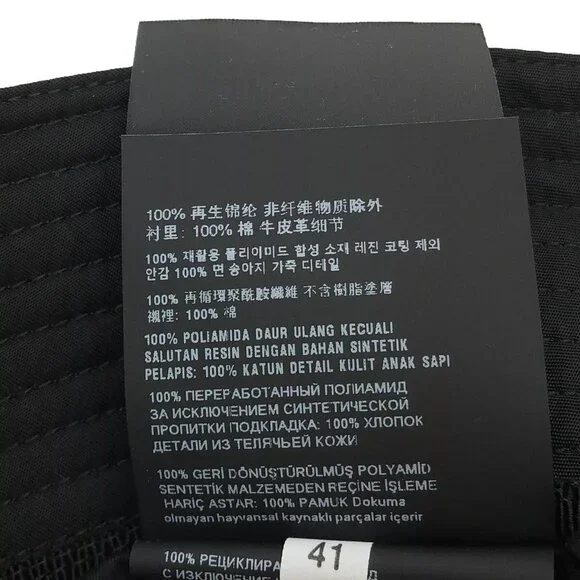 100% 再生锦纶 非纤维物质除外
衬里: 100% 棉 牛皮革细节
100% 재활용 폴리아미드 합성 소재 레진 코팅 제외
안감 100% 면 송아지 가죽 디테일
100% 再循環聚酰胺纖維 不含樹脂塗層
襯裡: 100% 棉
100% POLIAMIDA DAUR ULANG KECUALI
SALUTAN RESIN DENGAN BAHAN SINTETIK
PELAPIS: 100% KATUN DETAIL KULIT ANAK SAPI
100% ПЕРЕРАБОТАННЫЙ ПОЛИАМИД
ЗА ИСКЛЮЧЕНИЕМ СИНТЕТИЧЕСКОЙ
ПРОПИТКИ ПОДКЛАДКА: 100% ХЛОПОК
ДЕТАЛИ ИЗ ТЕЛЯЧЬЕЙ КОЖИ
100% GERİ DÖNÜŞTÜRÜLMÜŞ POLYAMİD
SENTETİK MALZEMEDEN REÇİNE İŞLEME
HARİÇ ASTAR: 100% PAMUK Dokuma
olmayan hayvansal kaynaklı parçalar içerir
100% РЕЦИКЛИРА
41